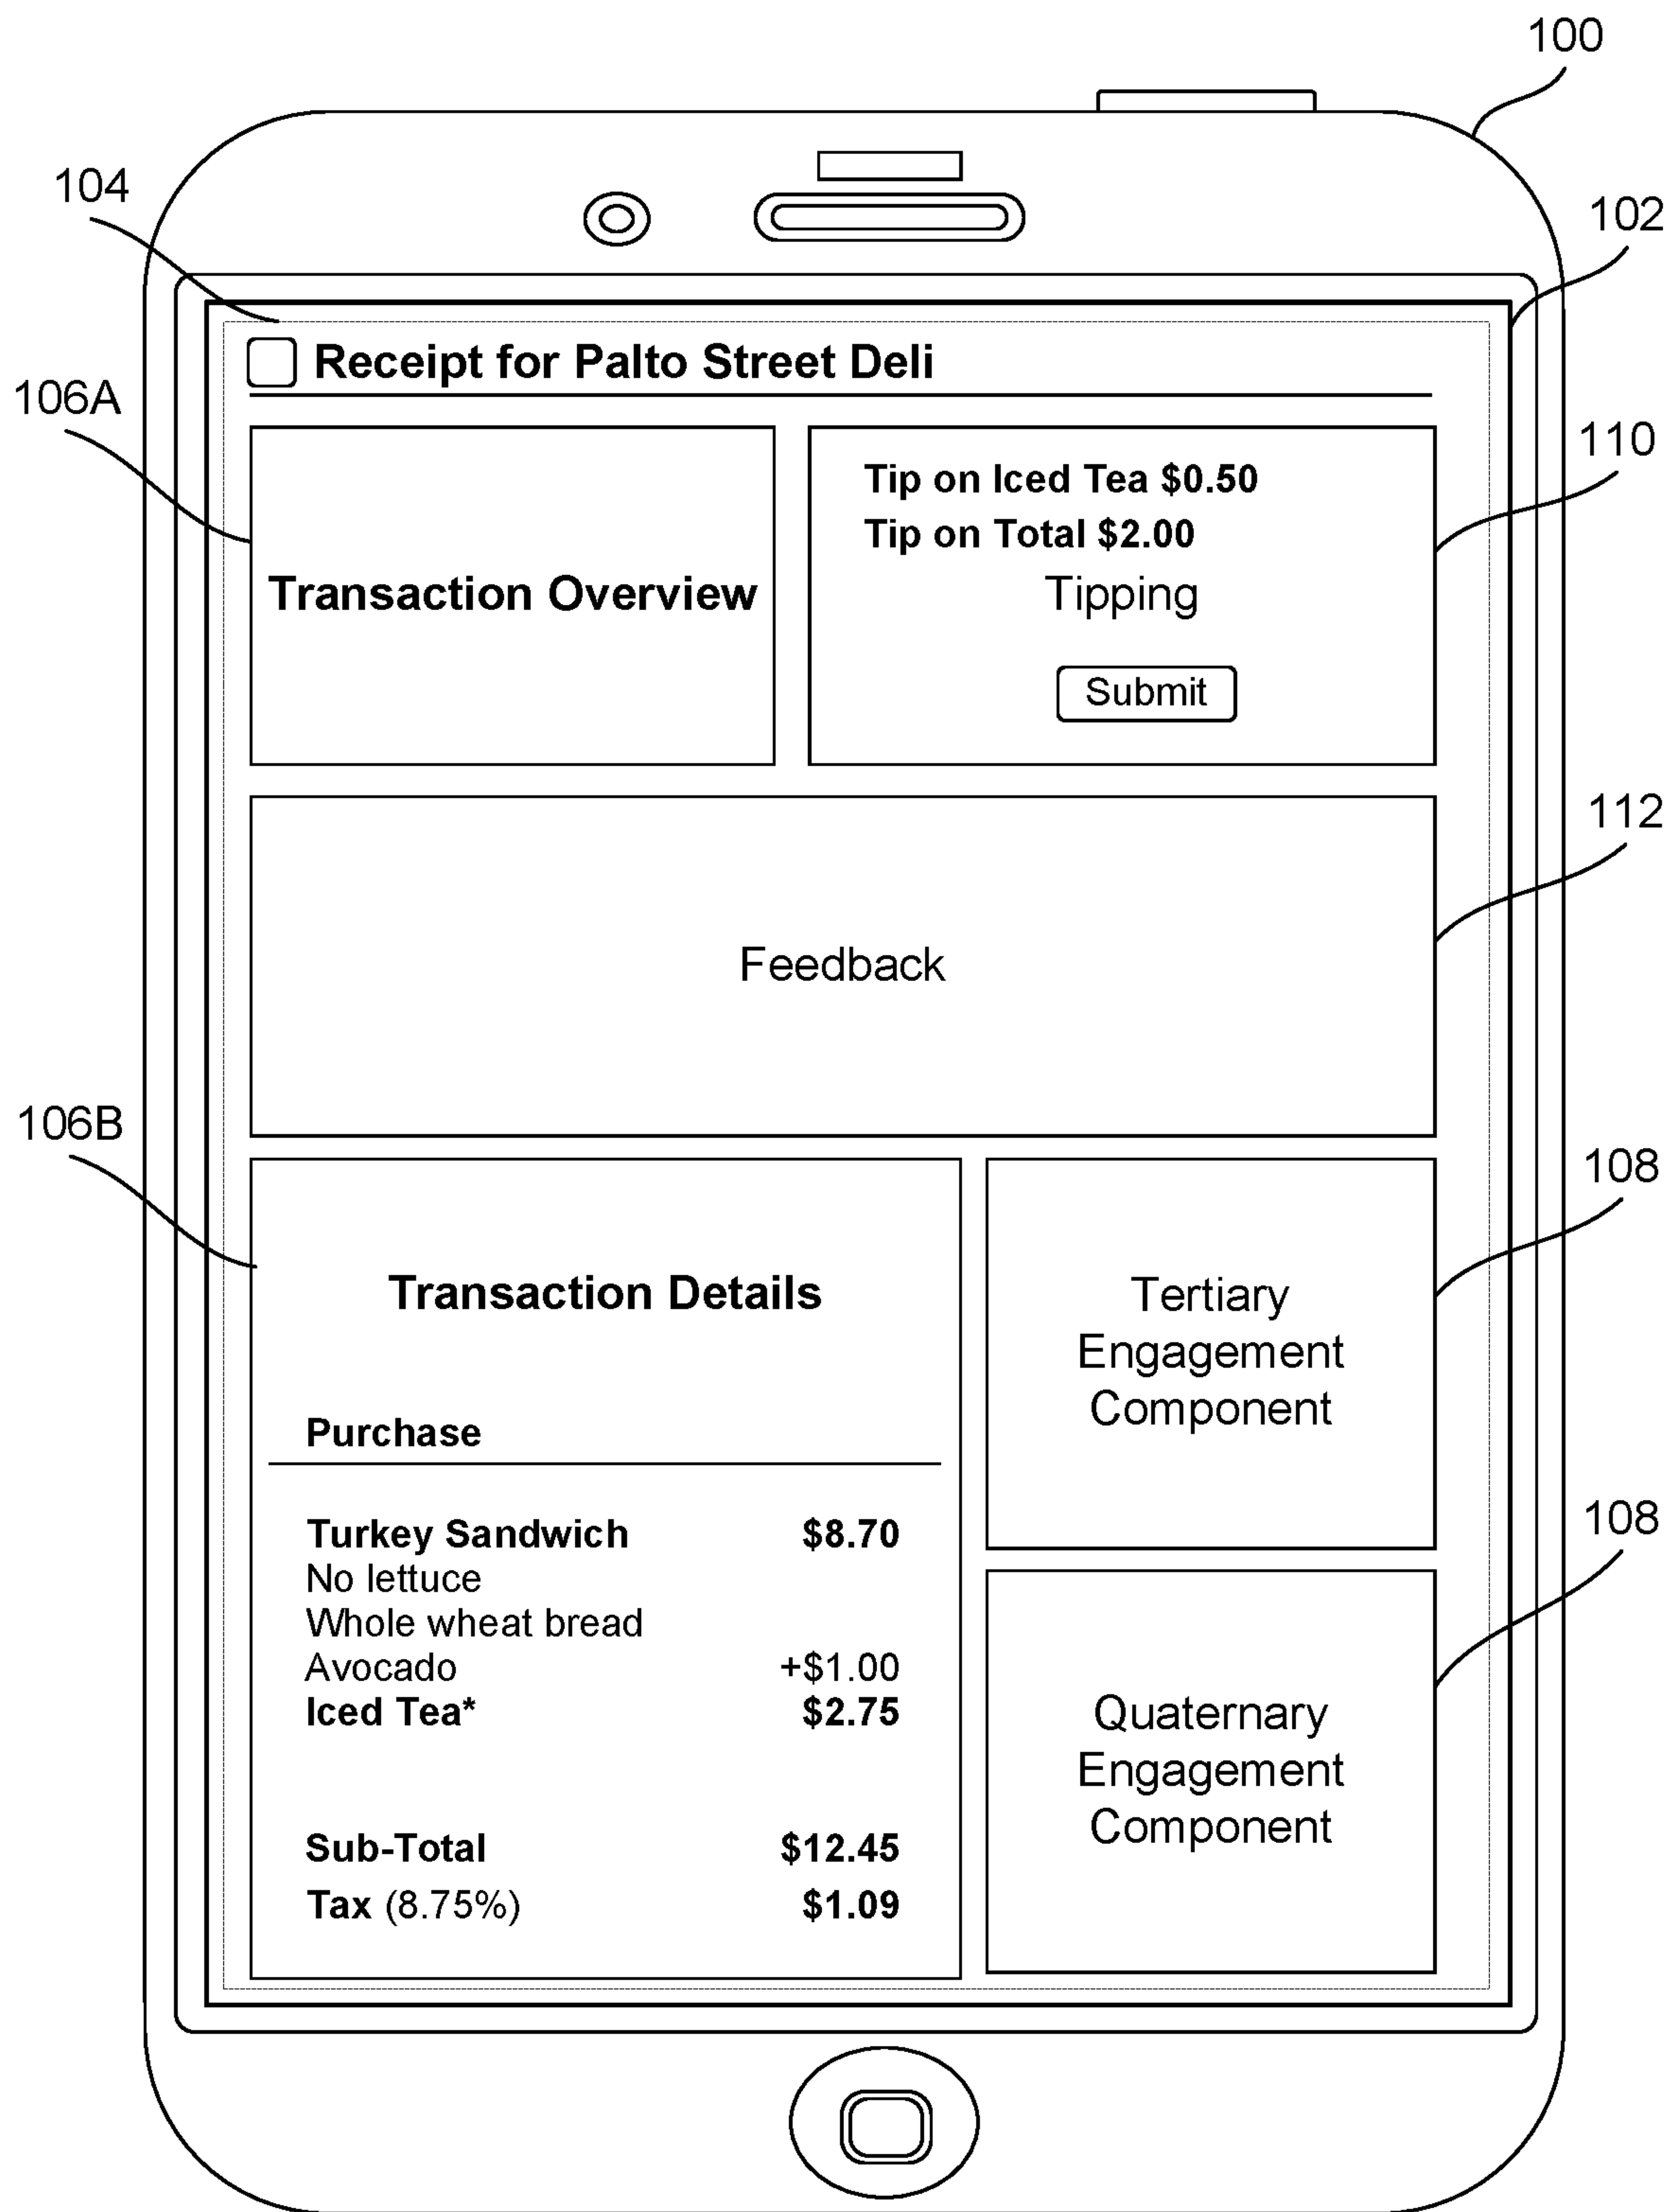 100
104
102
Receipt for Palto Street Deli
106A
110
Tip on Iced Tea $0.50
Tip on Total $2.00
Transaction Overview
Tipping
Submit
112
Feedback
106B
108
Transaction Details
Tertiary
Engagement
Component
Purchase
108
Turkey Sandwich $8.70
No lettuce
Whole wheat bread
Avocado +$1.00
Iced Tea* $2.75
Quaternary
Engagement
Component
Sub-Total $12.45
Tax (8.75%) $1.09